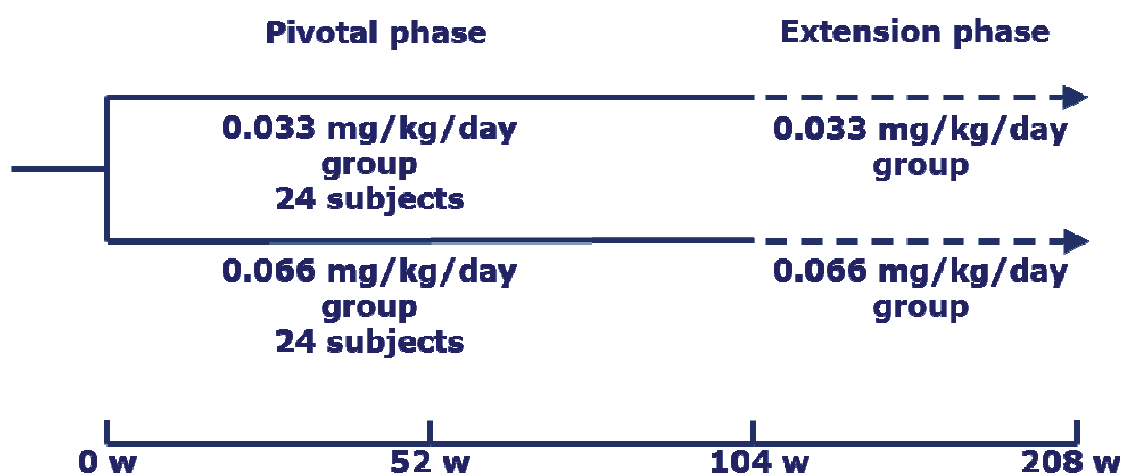 Pivotal phase
Extension phase
0.033 mg/kg/day
group
24 subjects
0.033 mg/kg/day
group
0.066 mg/kg/day
group
24 subjects
0.066 mg/kg/day
group
0 w
52 w
104 w
208 w